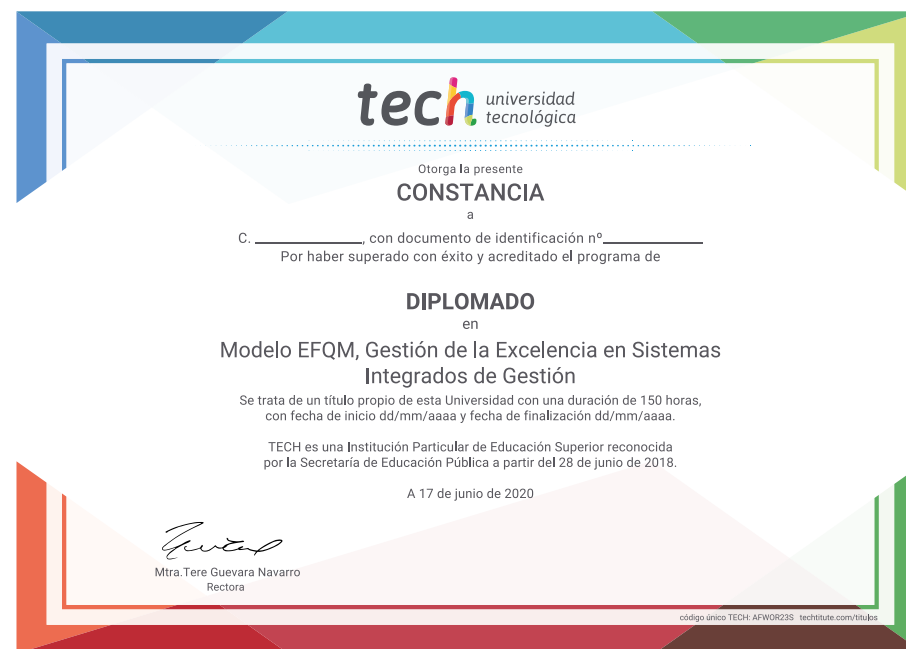 tech universidad
tecnológica
Otorga la presente
CONSTANCIA
a
C. ____________, con documento de identificación nº___________
Por haber superado con éxito y acreditado el programa de
DIPLOMADO
en
Modelo EFQM, Gestión de la Excelencia en Sistemas
Integrados de Gestión
Se trata de un título propio de esta Universidad con una duración de 150 horas,
con fecha de inicio dd/mm/aaaa y fecha de finalización dd/mm/aaaa.
TECH es una Institución Particular de Educación Superior reconocida
por la Secretaría de Educación Pública a partir del 28 de junio de 2018.
A 17 de junio de 2020
Mtra.Tere Guevara Navarro
Rectora
código único TECH: AFWOR23S techtitute.com/titulos